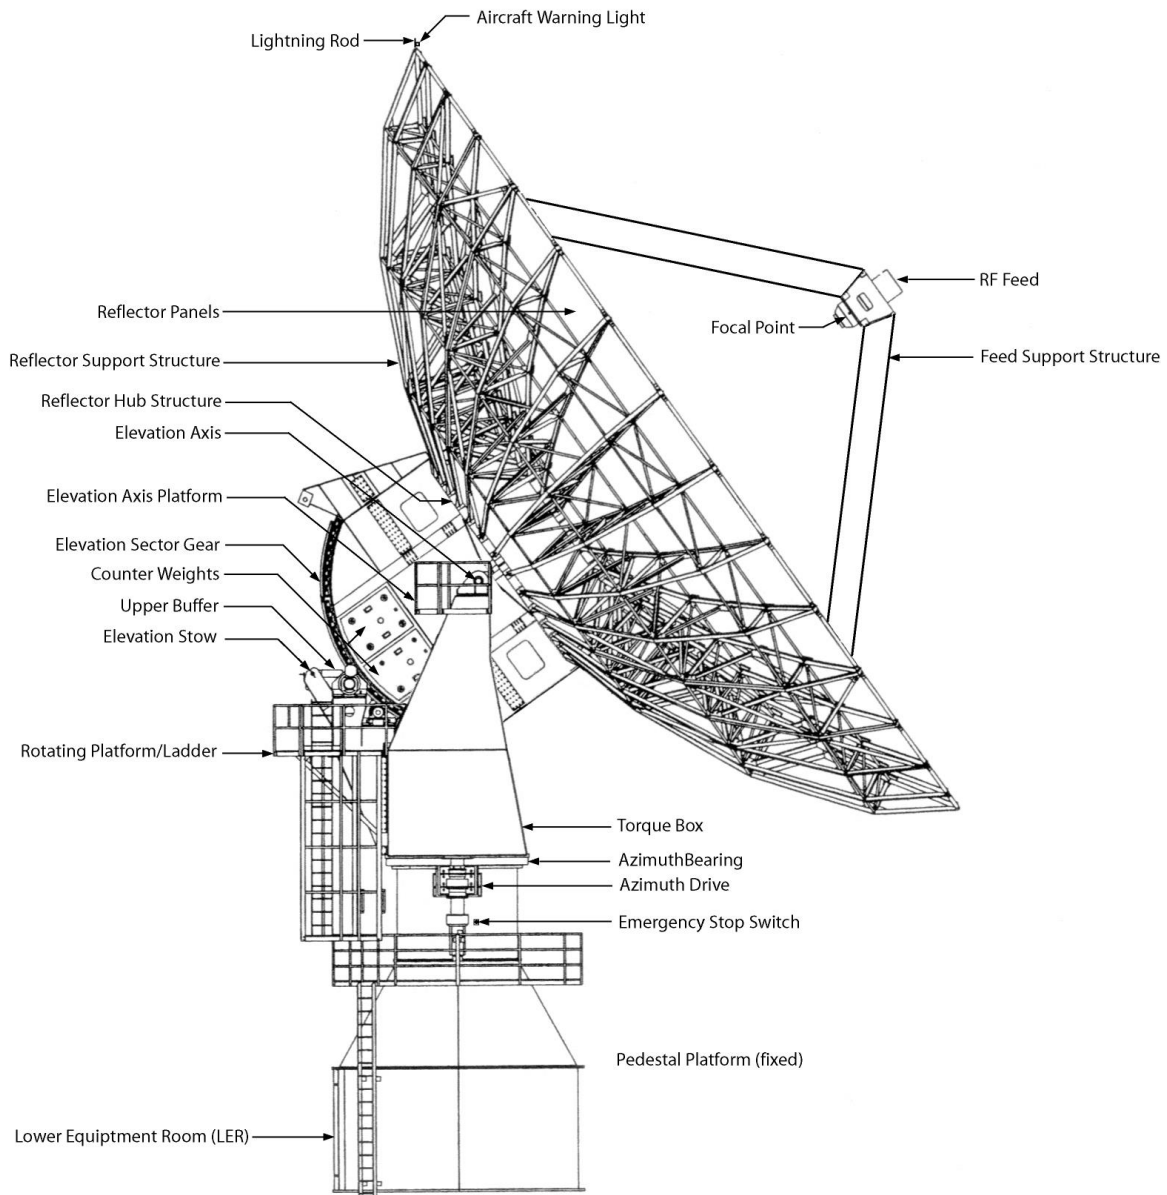 Aircraft Warning Light
Lightning Rod
RF Feed
Reflector Panels
Focal Point
Reflector Support Structure
Feed Support Structure
Reflector Hub Structure
Elevation Axis
Elevation Axis Platform
Elevation Sector Gear
Counter Weights
Upper Buffer
Elevation Stow
Rotating Platform/Ladder
Torque Box
AzimuthBearing
Azimuth Drive
Emergency Stop Switch
Pedestal Platform (fixed)
Lower Equiptment Room (LER)